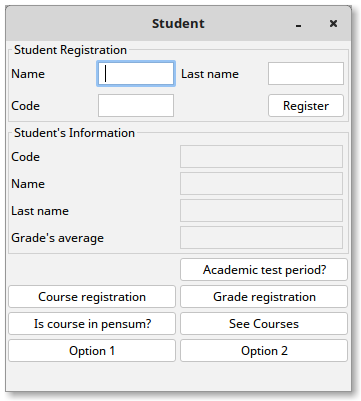 Student
Student Registration
Name Last name
Code Register
Student's Information
Code
Name
Last name
Grade's average
Academic test period?
Course registration Grade registration
Is course in pensum? See Courses
Option 1 Option 2